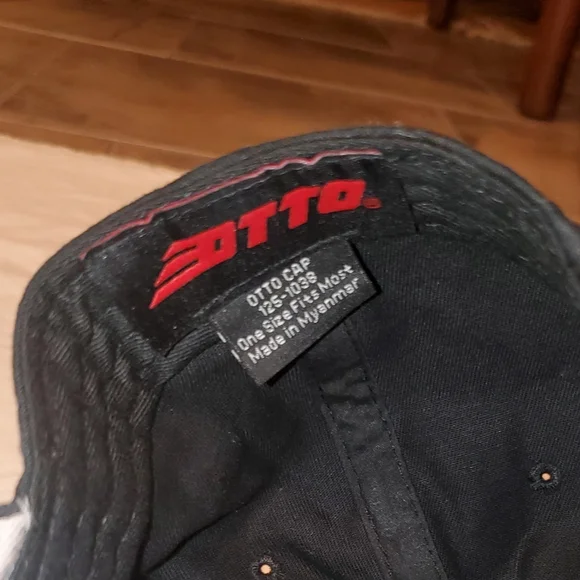 OTTO®
OTTO CAP
125-1038
One Size Fits Most
Made in Myanmar